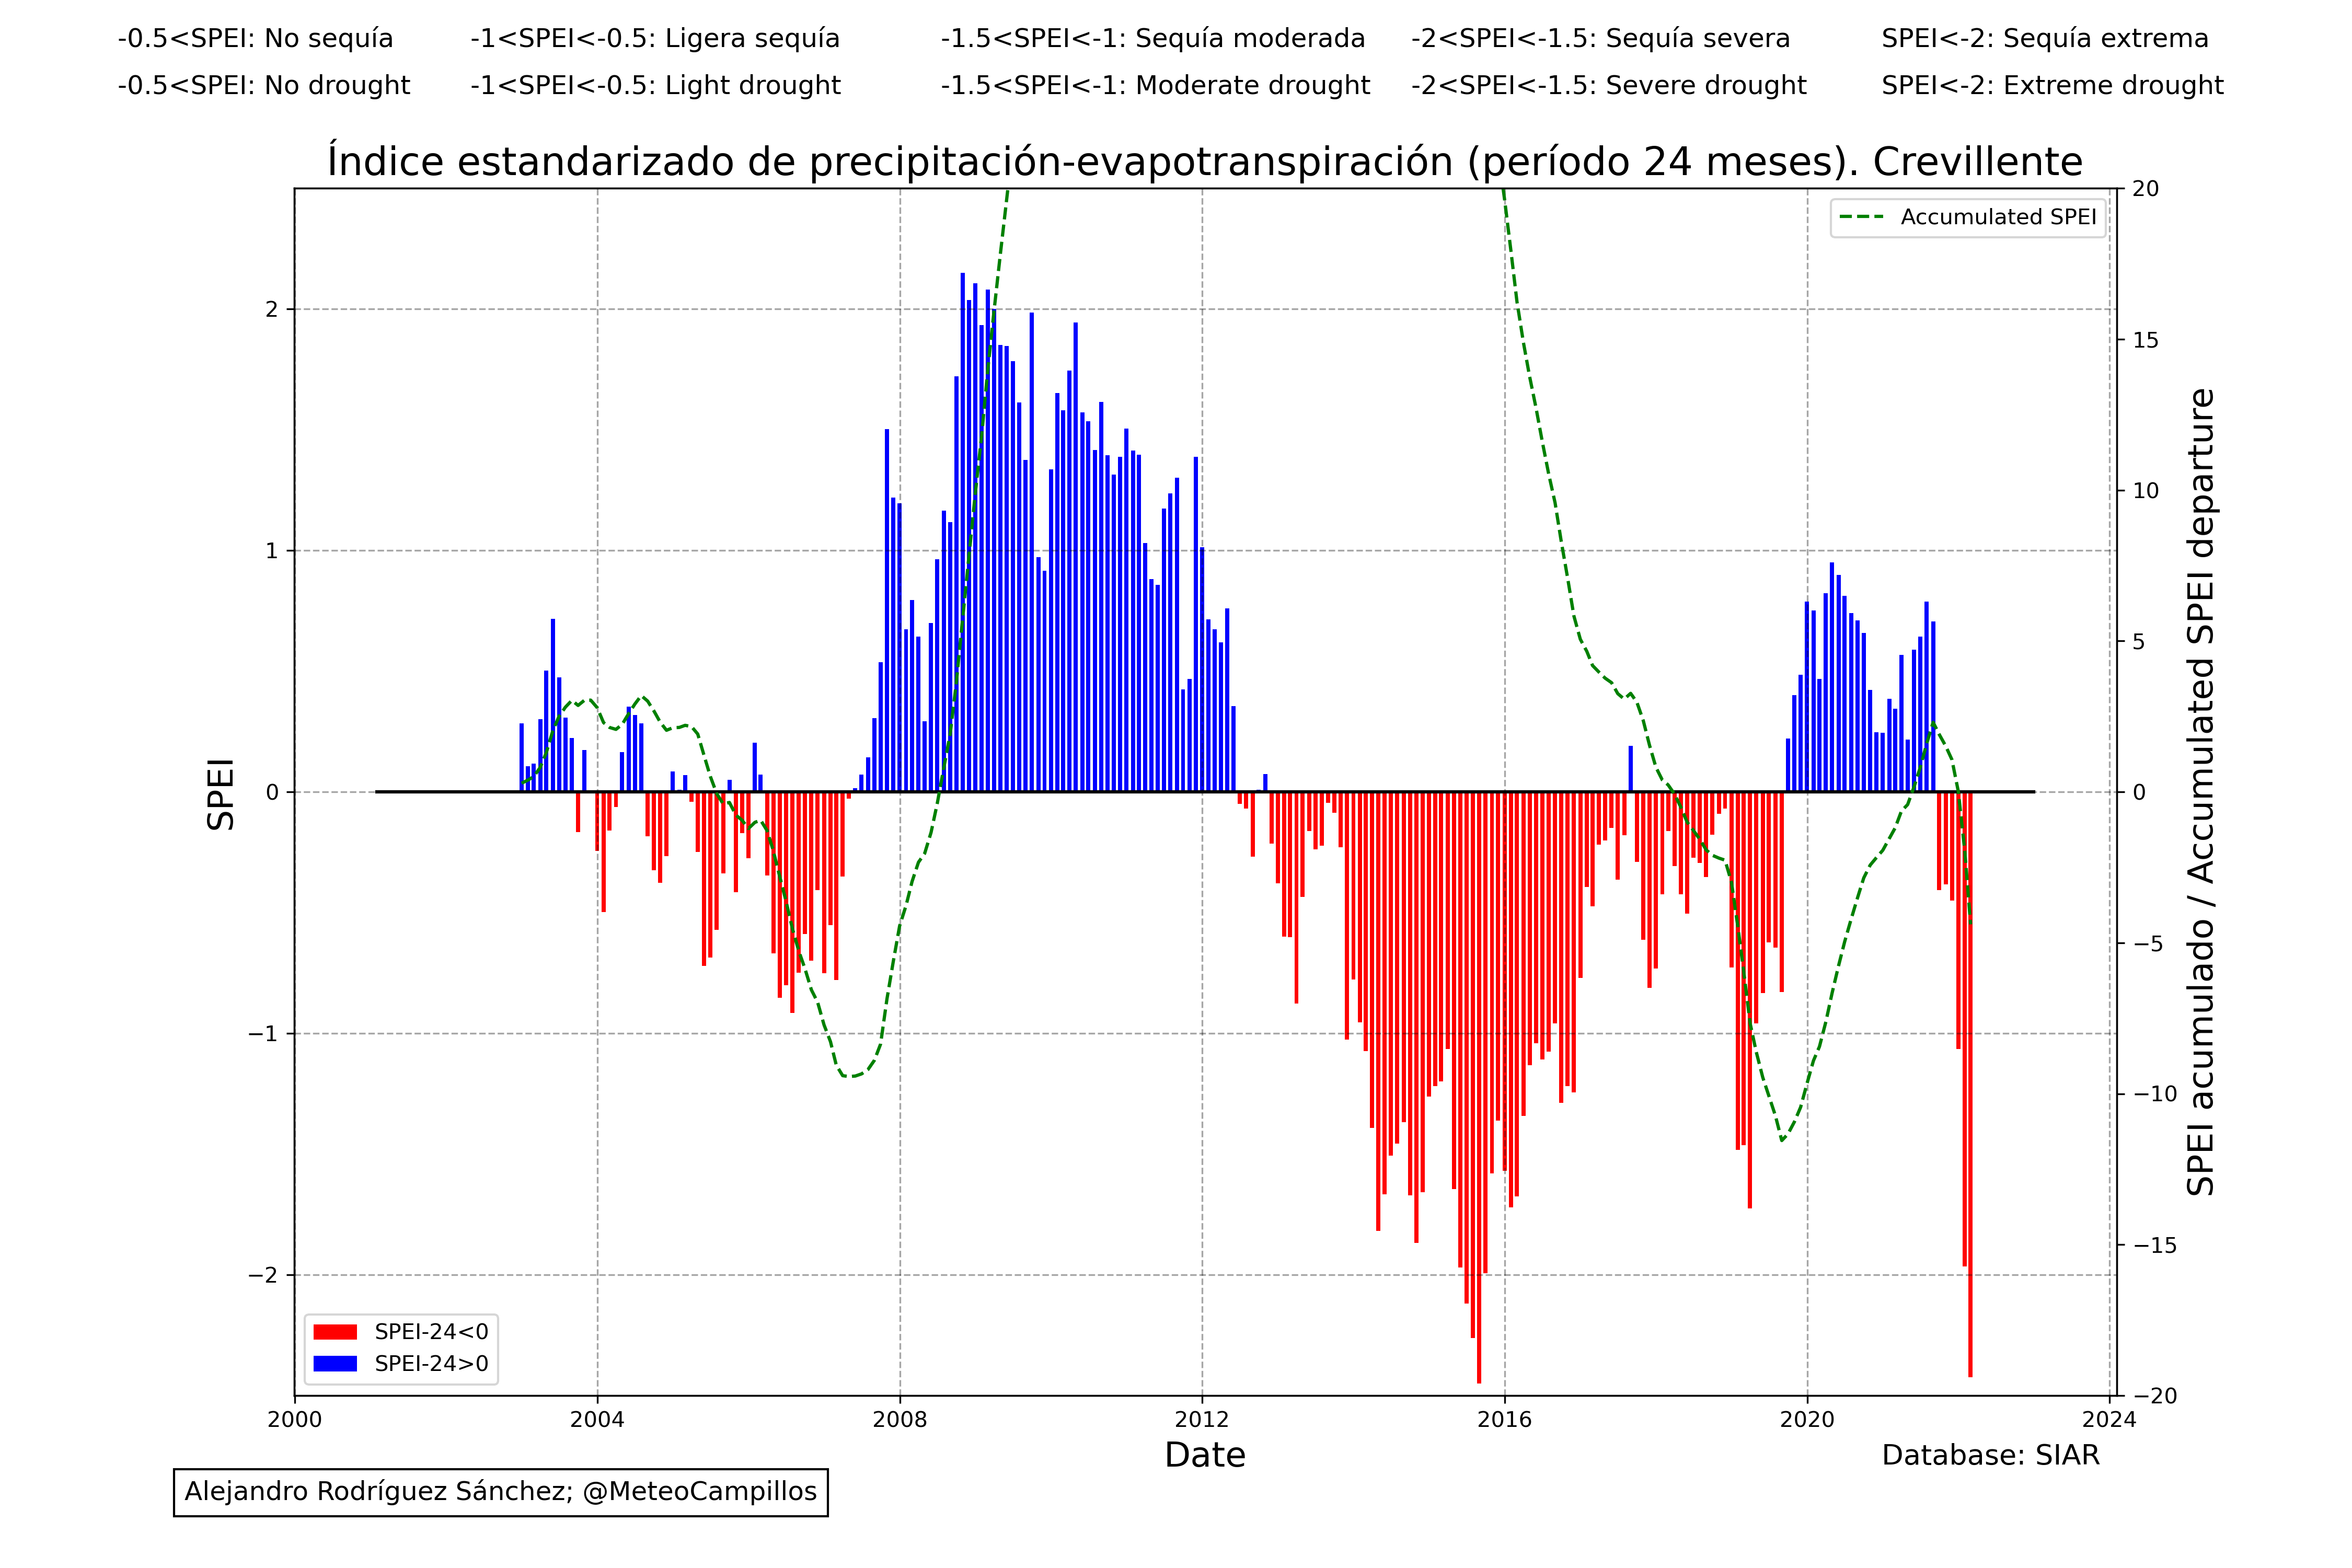 -0.5<SPEI: No sequía -1<SPEI<-0.5: Ligera sequía -1.5<SPEI<-1: Sequía moderada -2<SPEI<-1.5: Sequía severa SPEI<-2: Sequía extrema
-0.5<SPEI: No drought -1<SPEI<-0.5: Light drought -1.5<SPEI<-1: Moderate drought -2<SPEI<-1.5: Severe drought SPEI<-2: Extreme drought
Índice estandarizado de precipitación-evapotranspiración (período 24 meses). Crevillente
Accumulated SPEI
SPEI
2
1
0
−1
−2
20
15
10
5
0
−5
−10
−15
−20
SPEI acumulado / Accumulated SPEI departure
SPEI-24<0
SPEI-24>0
2000 2004 2008 2012 2016 2020 2024
Date
Database: SIAR
Alejandro Rodríguez Sánchez; @MeteoCampillos